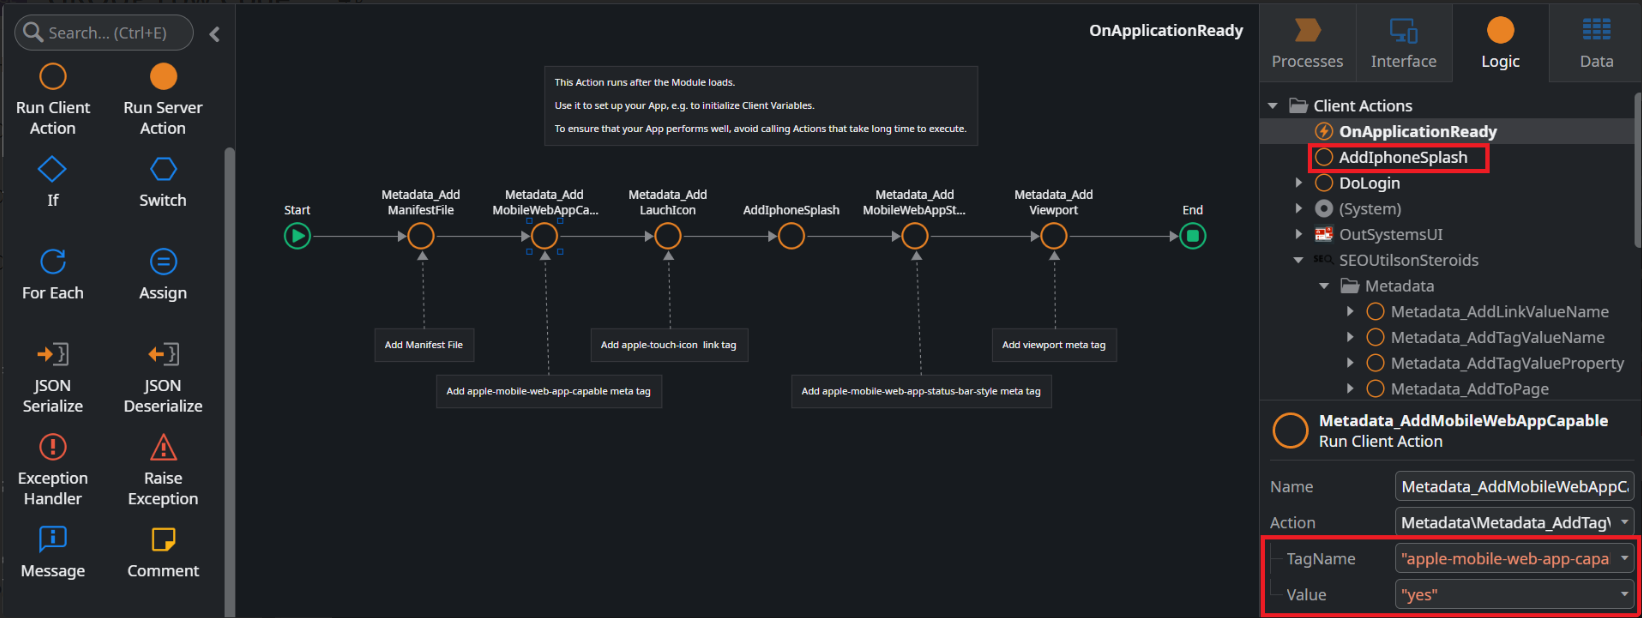 Search... (Ctrl+E)
Run Client
Action
Run Server
Action
If
Switch
For Each
Assign
JSON
Serialize
JSON
Deserialize
Exception
Handler
Raise
Exception
Message
Comment
OnApplicationReady
This Action runs after the Module loads.
Use it to set up your App, e.g. to initialize Client Variables.
To ensure that your App performs well, avoid calling Actions that take long time to execute.
Start
Metadata_Add
ManifestFile
Metadata_Add
MobileWebAppCa...
Metadata_Add
LauchIcon
AddIphoneSplash
Metadata_Add
MobileWebAppSt...
Metadata_Add
Viewport
End
Add Manifest File
Add apple-touch-icon link tag
Add viewport meta tag
Add apple-mobile-web-app-capable meta tag
Add apple-mobile-web-app-status-bar-style meta tag
Processes
Interface
Logic
Data
Client Actions
OnApplicationReady
AddIphoneSplash
DoLogin
(System)
OutSystemsUI
SEOUtilsonSteroids
Metadata
Metadata_AddLinkValueName
Metadata_AddTagValueName
Metadata_AddTagValueProperty
Metadata_AddToPage
Metadata_AddMobileWebAppCapable
Run Client Action
Name
Metadata_AddMobileWebAppC
Action
Metadata\Metadata_AddTag\
TagName
"apple-mobile-web-app-capa
Value
"yes"